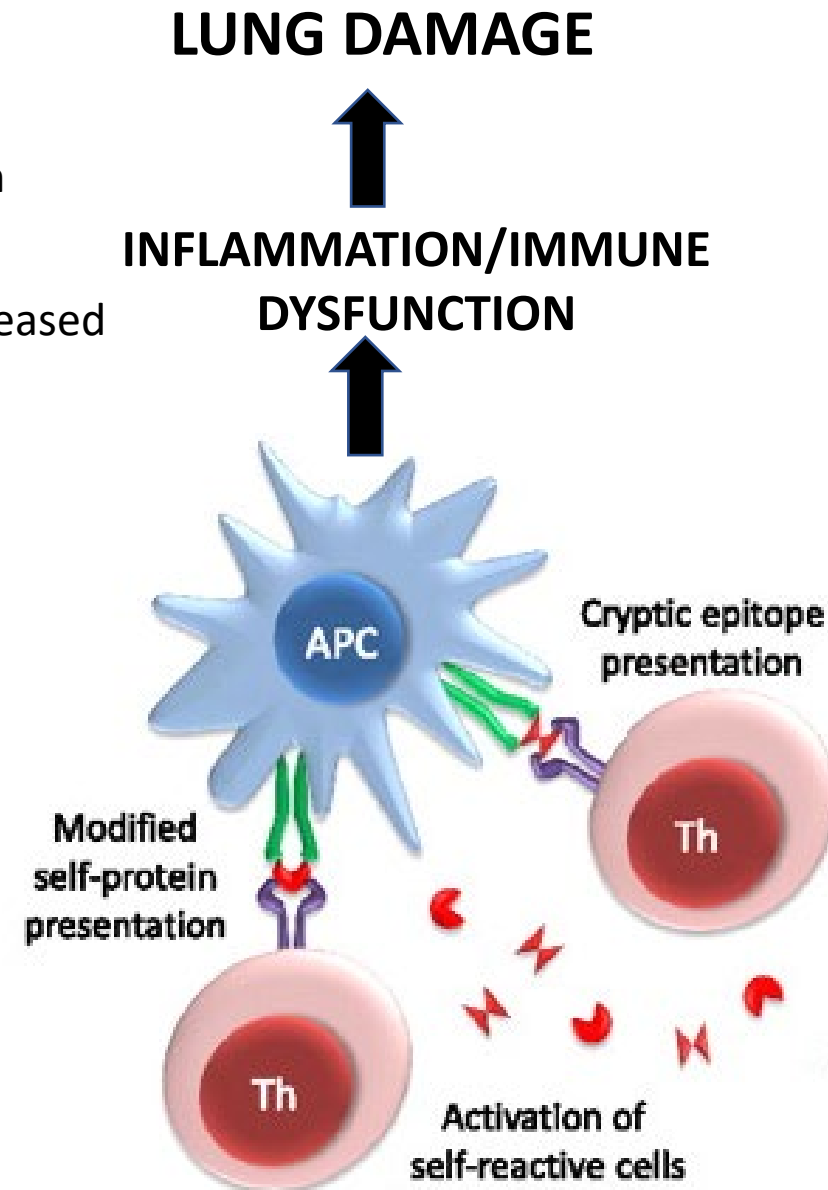 LUNG DAMAGE
n
INFLAMMATION/IMMUNE
eased
DYSFUNCTION
APC
Cryptic epitope
presentation
Th
Modified
self-protein
presentation
Th
Activation of
self-reactive cells